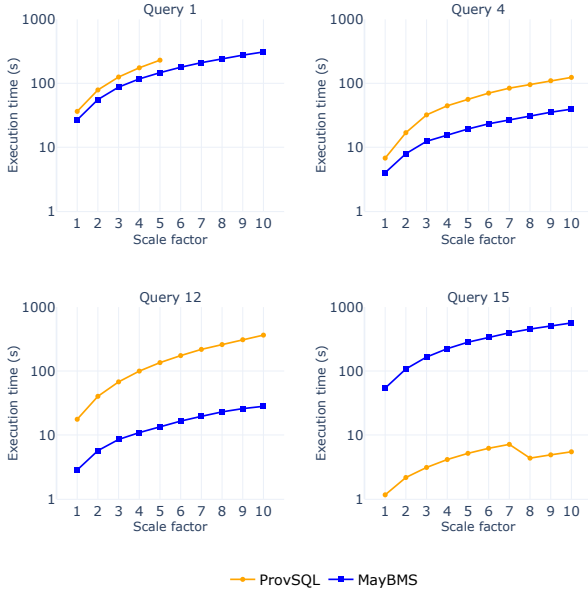 Query 1
Execution time (s)
1000
100
10
1
1 2 3 4 5 6 7 8 9 10
Scale factor
Query 4
Execution time (s)
1000
100
10
1
1 2 3 4 5 6 7 8 9 10
Scale factor
Query 12
Execution time (s)
1000
100
10
1
1 2 3 4 5 6 7 8 9 10
Scale factor
Query 15
Execution time (s)
1000
100
10
1
1 2 3 4 5 6 7 8 9 10
Scale factor
ProvSQL MayBMS